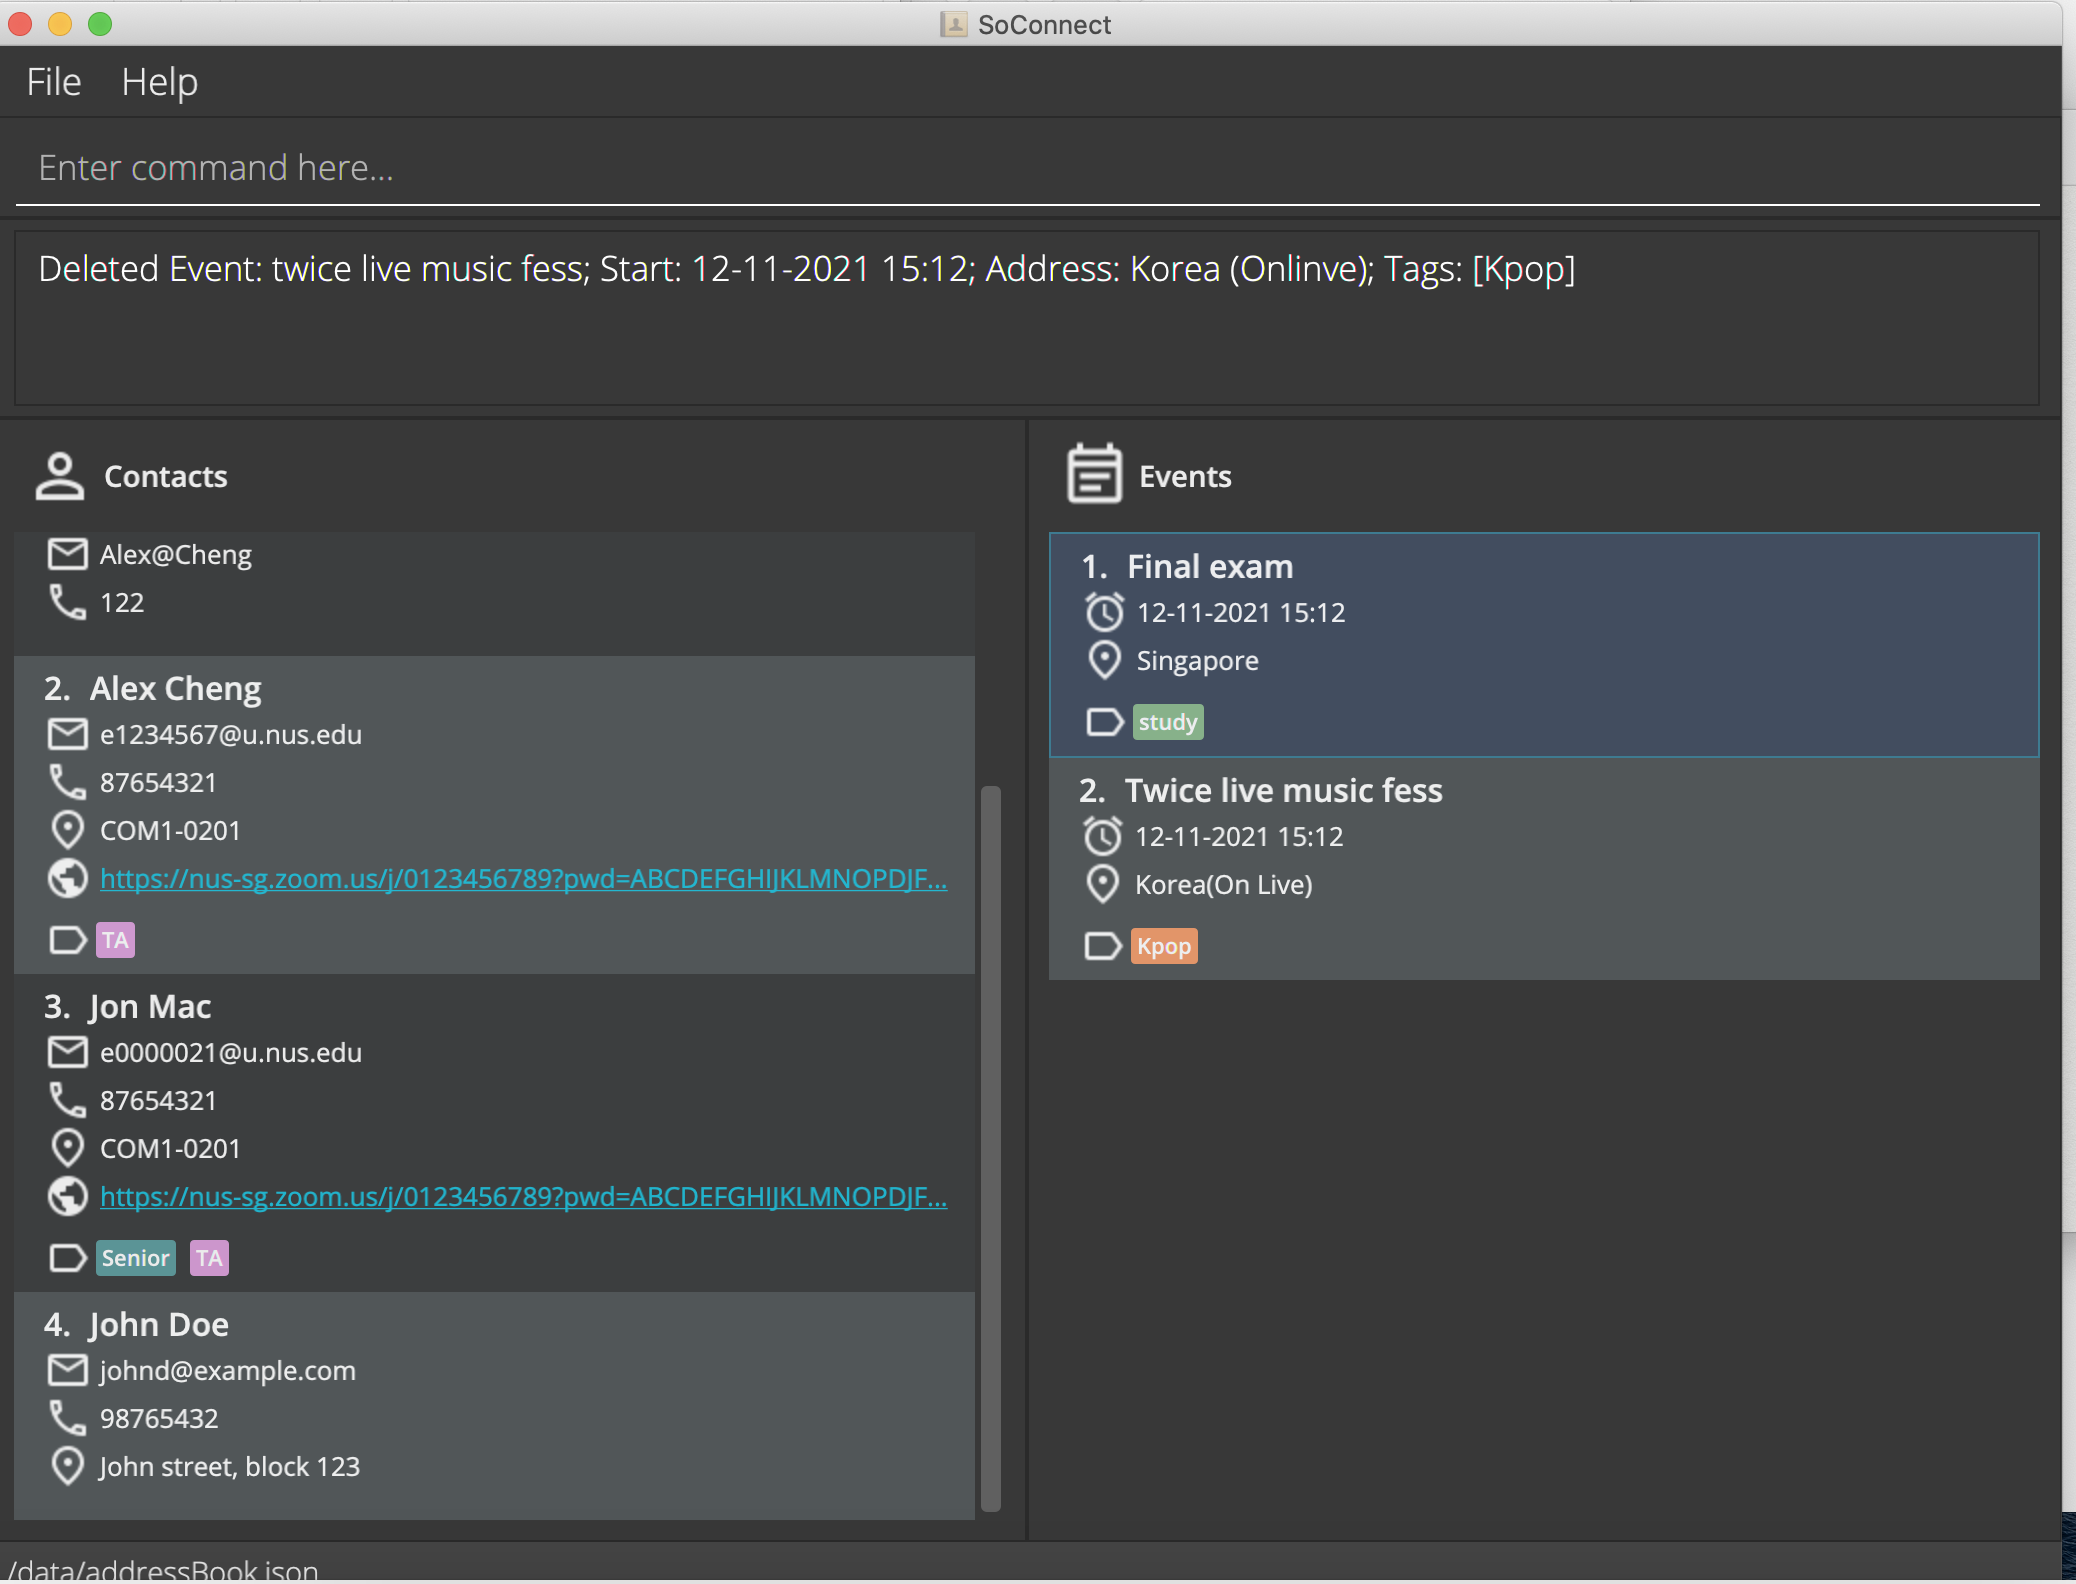 SoConnect
File Help
Enter command here...
Deleted Event: twice live music fess; Start: 12-11-2021 15:12; Address: Korea (Onlinve); Tags: [Kpop]
Contacts
Alex@Cheng
122
2. Alex Cheng
e1234567@u.nus.edu
87654321
COM1-0201
https://nus-sg.zoom.us/j/0123456789?pwd=ABCDEFGHIJKLMNOPDJF...
TA
3. Jon Mac
e0000021@u.nus.edu
87654321
COM1-0201
https://nus-sg.zoom.us/j/0123456789?pwd=ABCDEFGHIJKLMNOPDJF...
Senior TA
4. John Doe
johnd@example.com
98765432
John street, block 123
Events
1. Final exam
12-11-2021 15:12
Singapore
study
2. Twice live music fess
12-11-2021 15:12
Korea(On Live)
Kpop
/data/addressBook.json